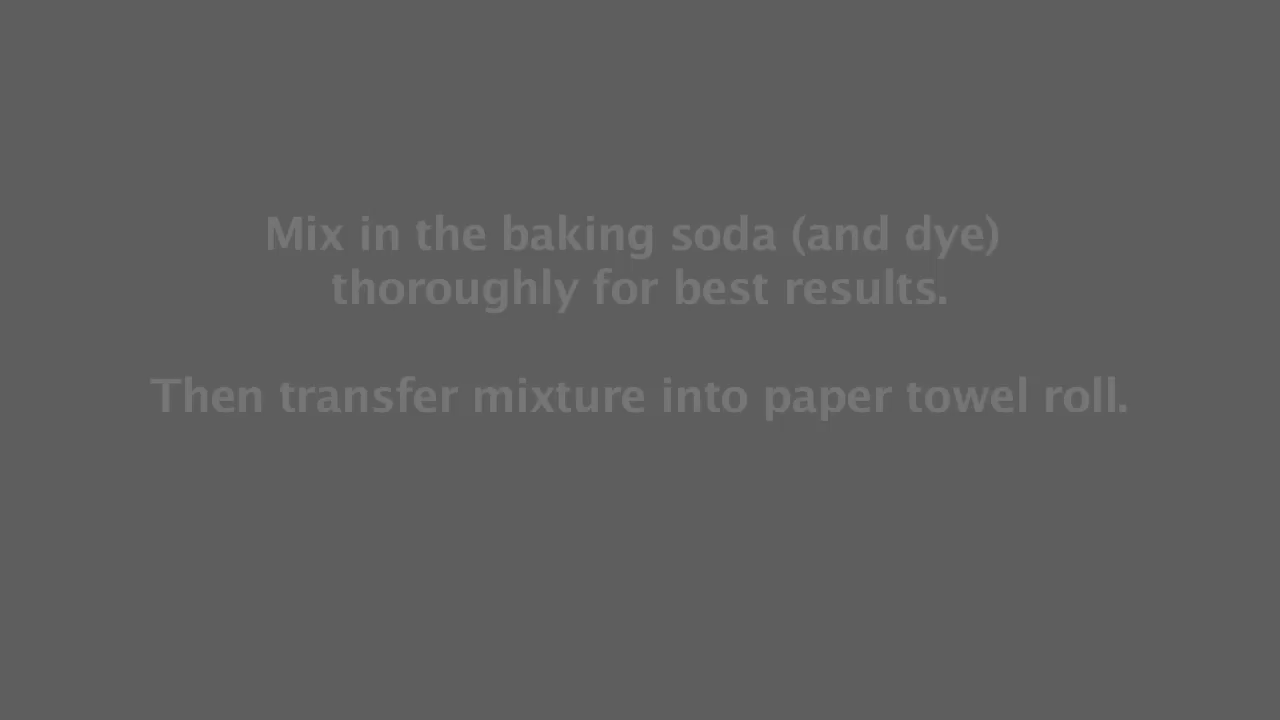 Mix in the baking soda (and dye)
thoroughly for best results.
Then transfer mixture into paper towel roll.